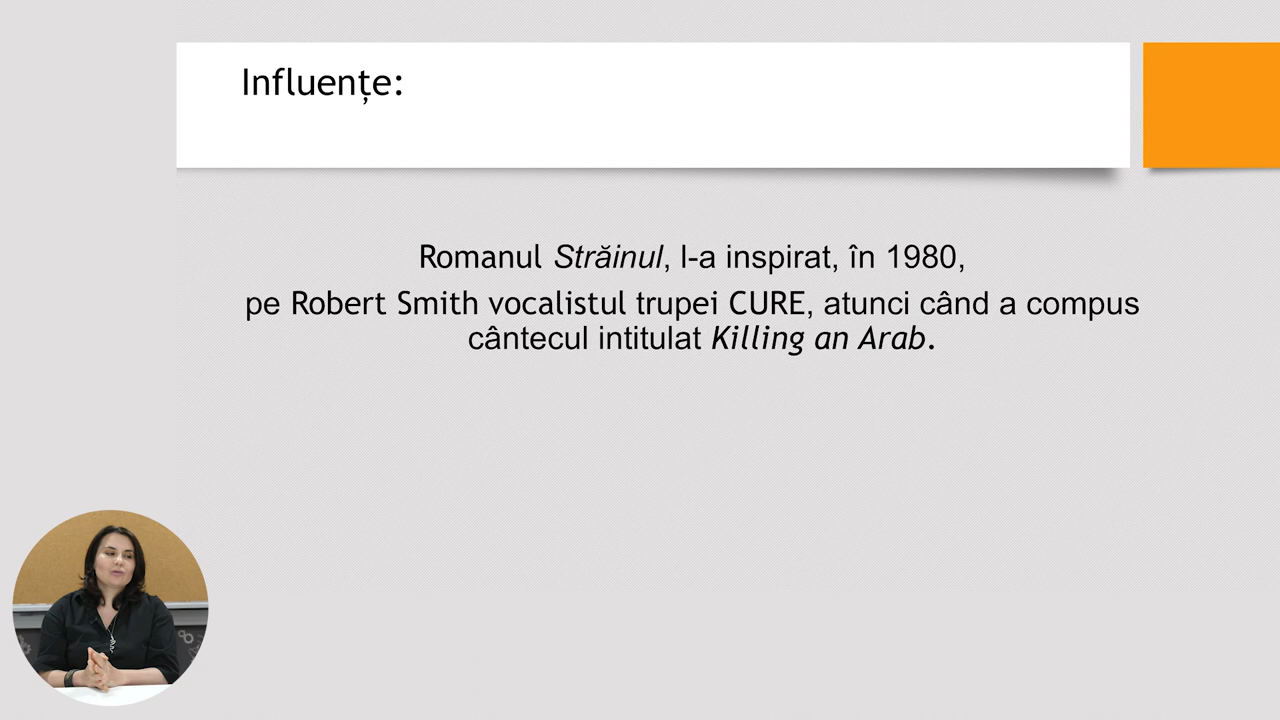 Influențe:
Romanul Străinul, l-a inspirat, în 1980,
pe Robert Smith vocalistul trupei CURE, atunci când a compus
cântecul intitulat Killing an Arab.